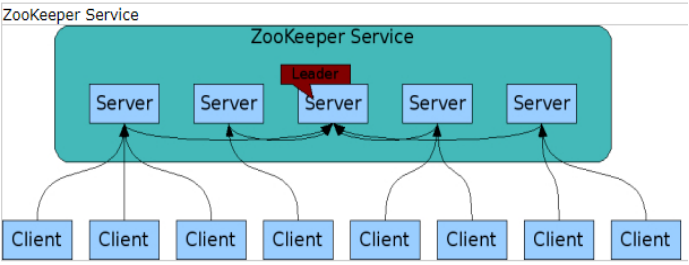 ZooKeeper Service
ZooKeeper Service
Leader
Server Server Server Server Server
Client Client Client Client Client Client Client Client